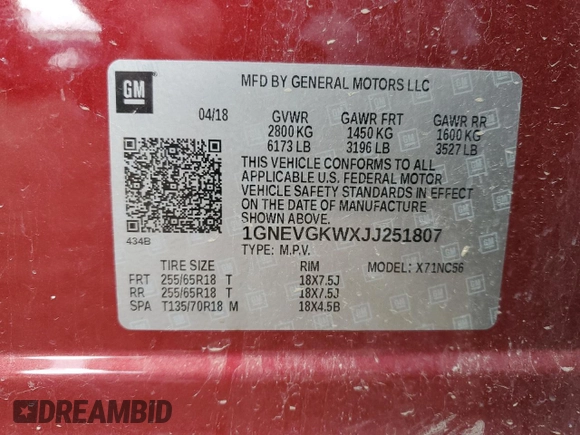 GM
MFD BY GENERAL MOTORS LLC
04/18 GVWR GAWR FRT GAWR RR
2800 KG 1450 KG 1600 KG
6173 LB 3196 LB 3527 LB
THIS VEHICLE CONFORMS TO ALL
APPLICABLE U.S. FEDERAL MOTOR
VEHICLE SAFETY STANDARDS IN EFFECT
ON THE DATE OF MANUFACTURE
SHOWN ABOVE.
1GNEVGKWXJJ251807
434B
TYPE: M.P.V.
TIRE SIZE RIM MODEL: X71NC56
FRT 255/65R18 T 18X7.5J
RR 255/65R18 T 18X7.5J
SPA T135/70R18 M 18X4.5B
DREAMBID